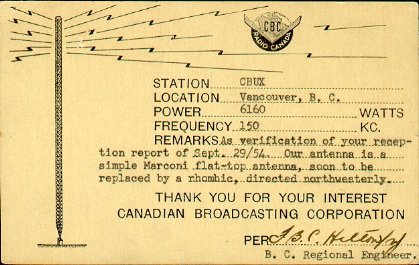 CBC
RADIO CANADA
STATION CBUX
LOCATION Vancouver, B. C.
POWER 6160 WATTS
FREQUENCY 150 KC.
REMARKS As verification of your recep-
tion report of Sept. 29/54. Our antenna is a
simple Marconi flat-top antenna, soon to be
replaced by a rhombic, directed northwesterly.
THANK YOU FOR YOUR INTEREST
CANADIAN BROADCASTING CORPORATION
PER
B. C. Regional Engineer.